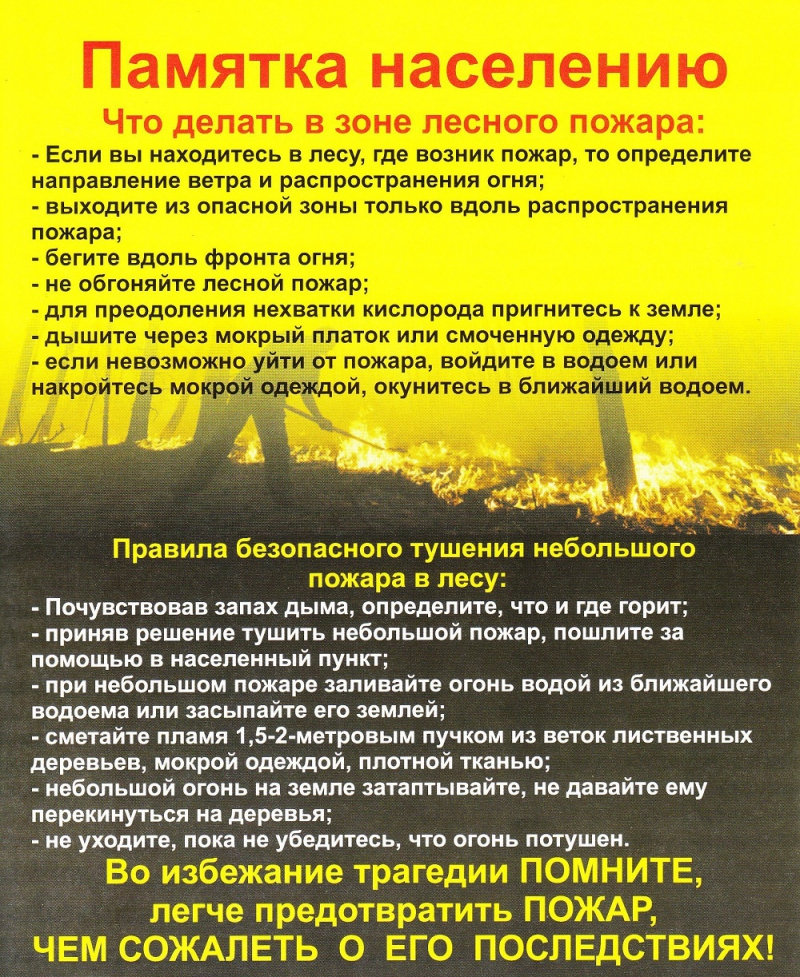 Памятка населению
Что делать в зоне лесного пожара:
- Если вы находитесь в лесу, где возник пожар, то определите
направление ветра и распространения огня;
- выходите из опасной зоны только вдоль распространения
пожара;
- бегите вдоль фронта огня;
- не обгоняйте лесной пожар;
- для преодоления нехватки кислорода пригнитесь к земле;
- дышите через мокрый платок или смоченную одежду;
- если невозможно уйти от пожара, войдите в водоем или
накройтесь мокрой одеждой, окунитесь в ближайший водоем.
Правила безопасного тушения небольшого
пожара в лесу:
- Почувствовав запах дыма, определите, что и где горит;
- приняв решение тушить небольшой пожар, пошлите за
помощью в населенный пункт;
- при небольшом пожаре заливайте огонь водой из ближайшего
водоема или засыпайте его землей;
- сметайте пламя 1,5-2-метровым пучком из веток лиственных
деревьев, мокрой одеждой, плотной тканью;
- небольшой огонь на земле затаптывайте, не давайте ему
перекинуться на деревья;
- не уходите, пока не убедитесь, что огонь потушен.
Во избежание трагедии ПОМНИТЕ,
легче предотвратить ПОЖАР,
ЧЕМ СОЖАЛЕТЬ О ЕГО ПОСЛЕДСТВИЯХ!